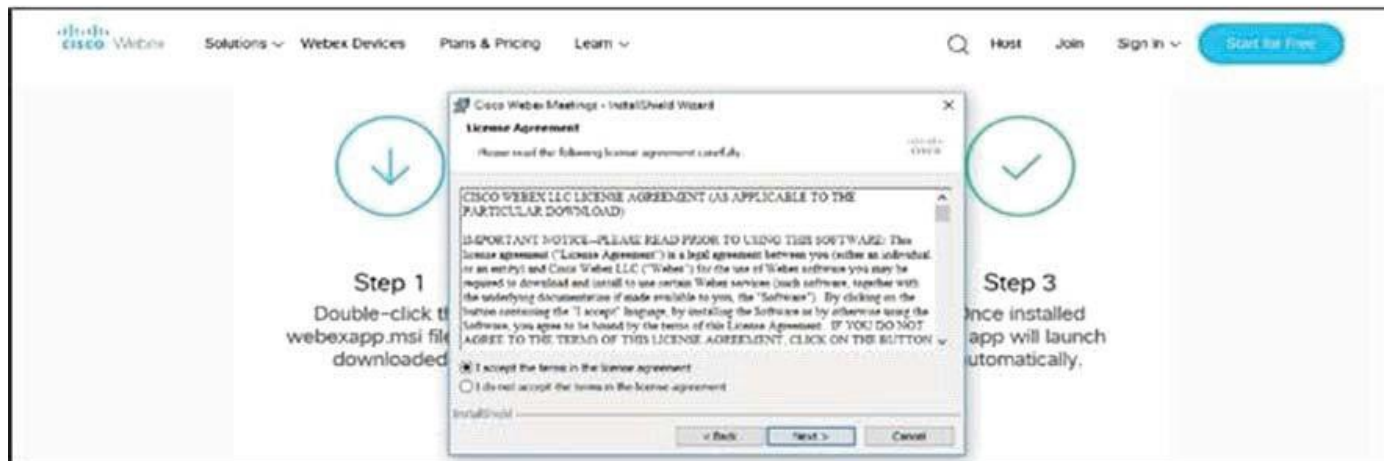 CISCO Webex Solutions Webex Devices Plans & Pricing Learn Host Join Sign in Start for Free
Cisco Webex Meetings - InstallShield Wizard
License Agreement
Please read the following license agreement carefully.
CISCO
CISCO WEBEX LLC LICENSE AGREEMENT (AS APPLICABLE TO THE
PARTICULAR DOWNLOAD)
IMPORTANT NOTICE--PLEASE READ PRIOR TO USING THIS SOFTWARE: This
license agreement ("License Agreement") is a legal agreement between you (either an individual
or an entity) and Cisco Webex LLC ("Webex") for the use of Webex software you may be
required to download and install to use certain Webex services (such software, together with
the underlying documentation if made available to you, the "Software"). By clicking on the
button containing the "I accept" language, by installing the Software or by otherwise using the
Software, you agree to be bound by the terms of this License Agreement. IF YOU DO NOT
AGREE TO THE TERMS OF THIS LICENSE AGREEMENT, CLICK ON THE BUTTON
I accept the terms in the license agreement
I do not accept the terms in the license agreement
InstallShield
< Back Next > Cancel
Step 1
Double-click th
webexapp.msi file
downloaded
Step 3
Once installed
app will launch
utomatically.